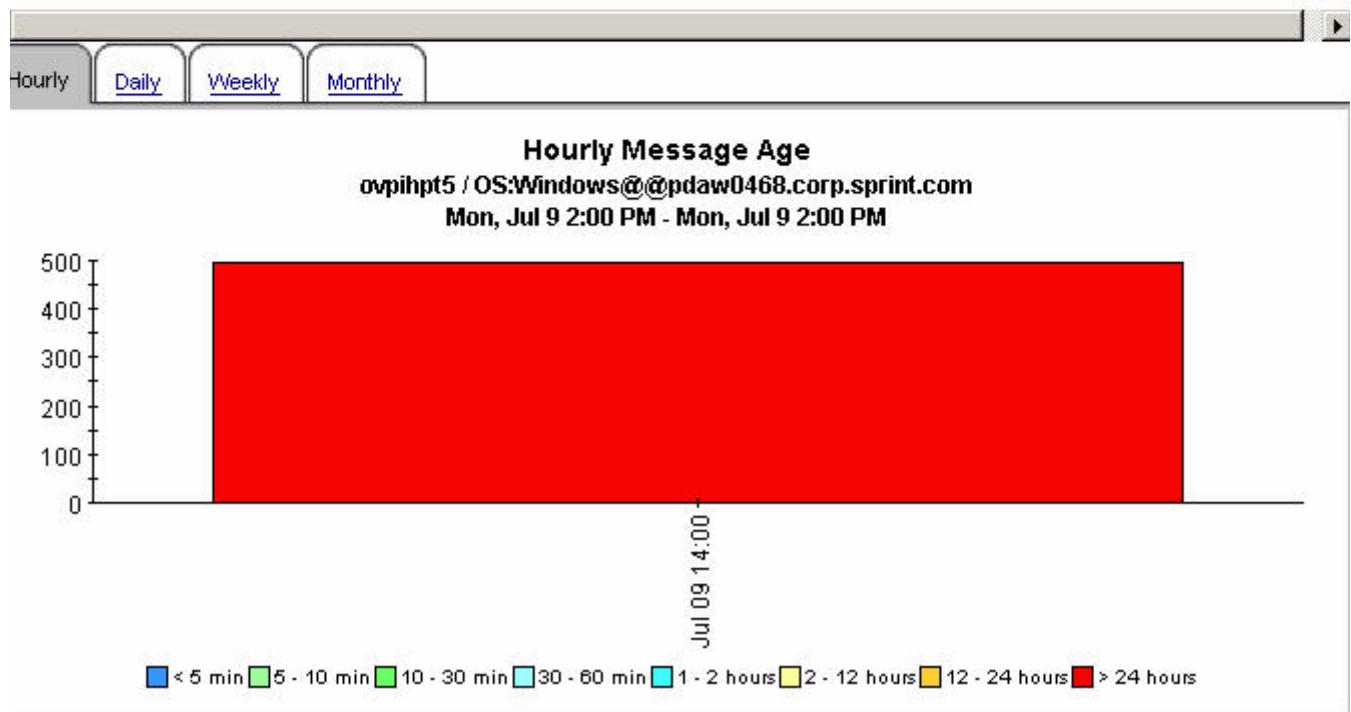 Hourly Daily Weekly Monthly
Hourly Message Age
ovpihpt5 / OS:Windows@@pdaw0468.corp.sprint.com
Mon, Jul 9 2:00 PM - Mon, Jul 9 2:00 PM
500
400
300
200
100
0
Jul 09 14:00
< 5 min 5 - 10 min 10 - 30 min 30 - 60 min 1 - 2 hours 2 - 12 hours 12 - 24 hours > 24 hours